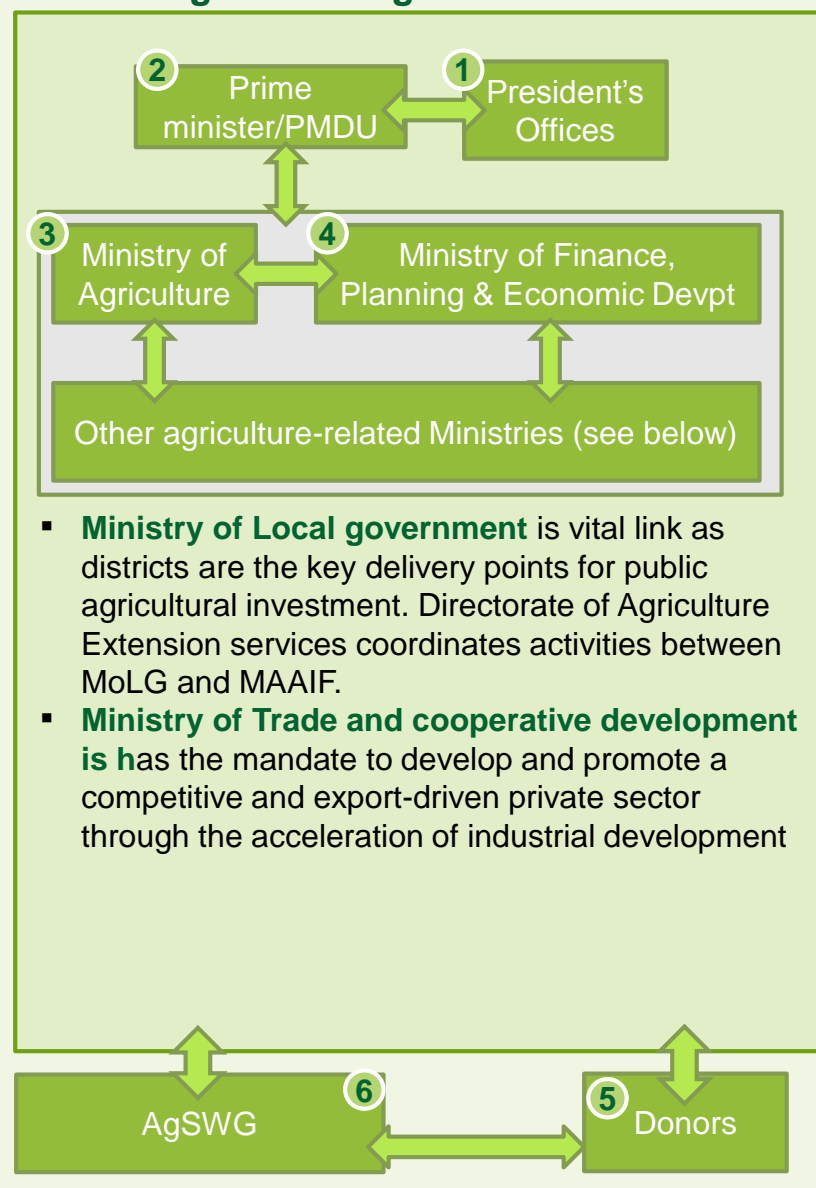 2
Prime
minister/PMDU
1
President's
Offices
3
Ministry of
Agriculture
4
Ministry of Finance,
Planning & Economic Devpt
Other agriculture-related Ministries (see below)
▪ Ministry of Local government is vital link as
districts are the key delivery points for public
agricultural investment. Directorate of Agriculture
Extension services coordinates activities between
MoLG and MAAIF.
▪ Ministry of Trade and cooperative development
is has the mandate to develop and promote a
competitive and export-driven private sector
through the acceleration of industrial development
AgSWG
6
5
Donors